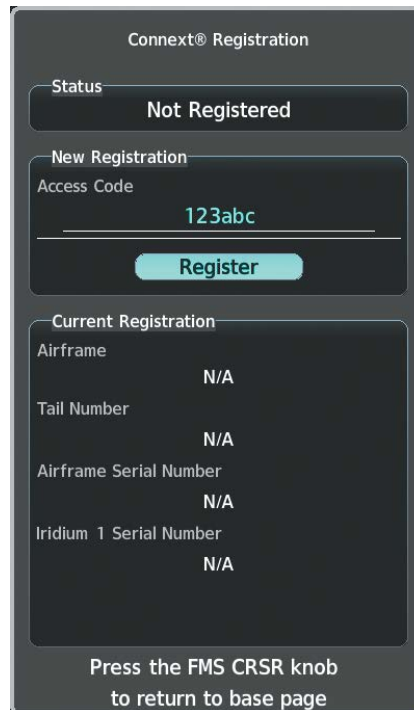 Connext® Registration
Status
Not Registered
New Registration
Access Code
123abc
Register
Current Registration
Airframe
N/A
Tail Number
N/A
Airframe Serial Number
N/A
Iridium 1 Serial Number
N/A
Press the FMS CRSR knob
to return to base page